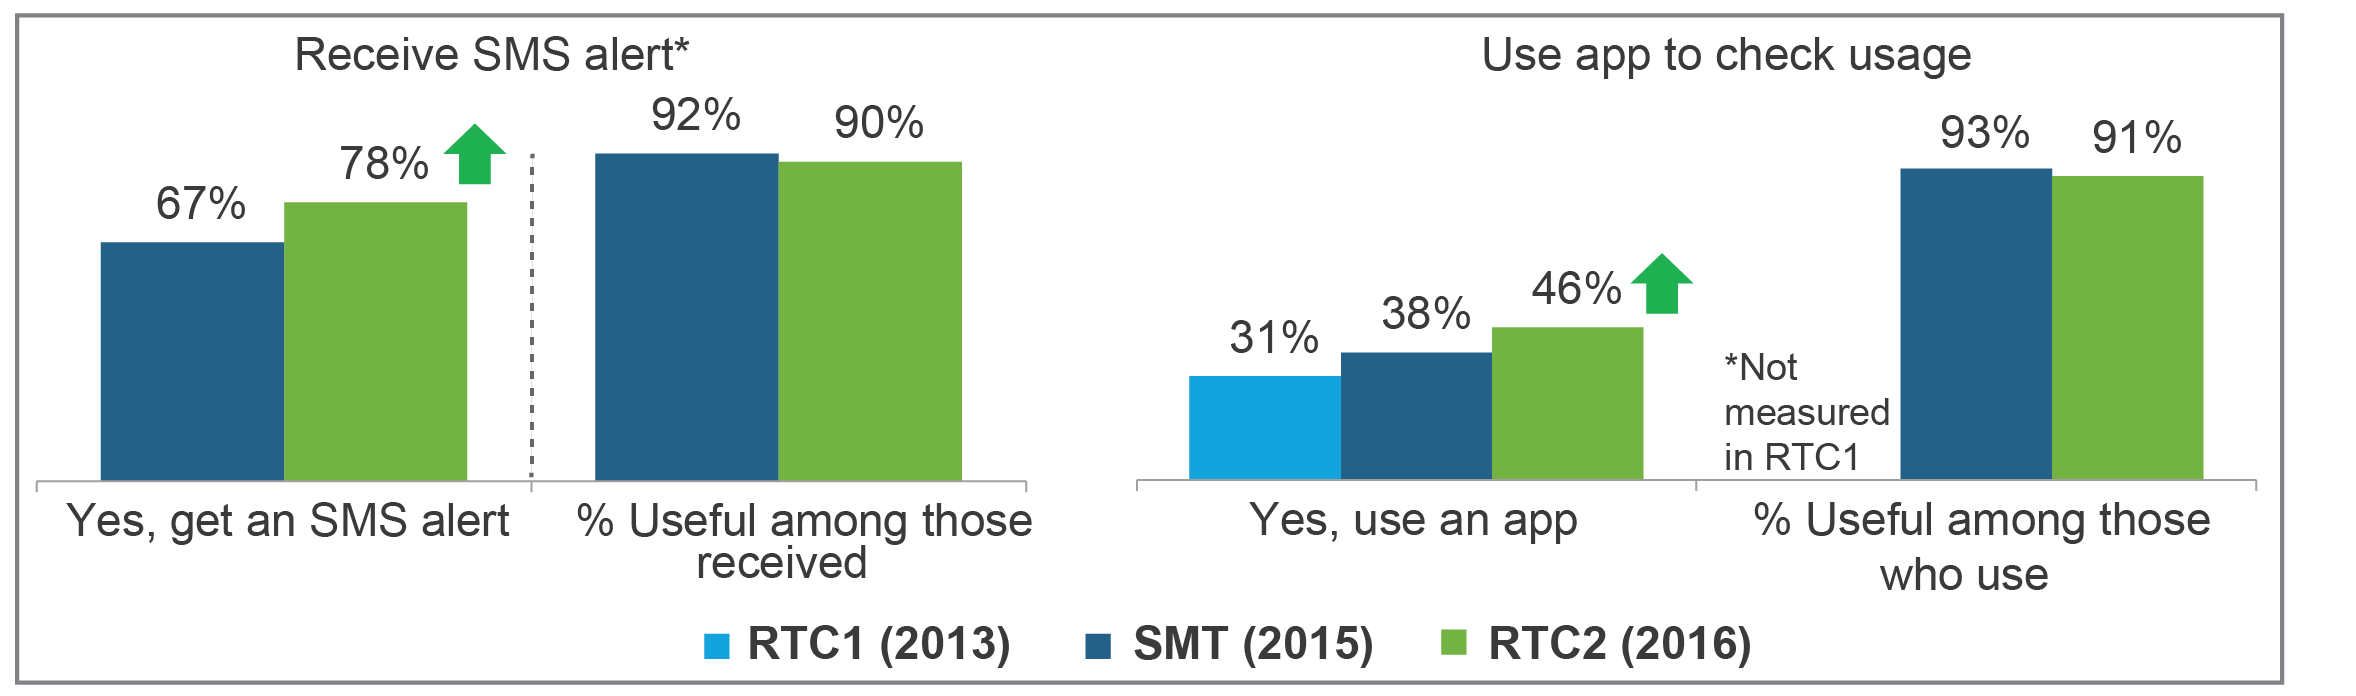 Receive SMS alert*
67%
78%
92%
90%
Yes, get an SMS alert
% Useful among those
received
Use app to check usage
31%
38%
46%
*Not
measured
in RTC1
93%
91%
Yes, use an app
% Useful among those
who use
RTC1 (2013)
SMT (2015)
RTC2 (2016)